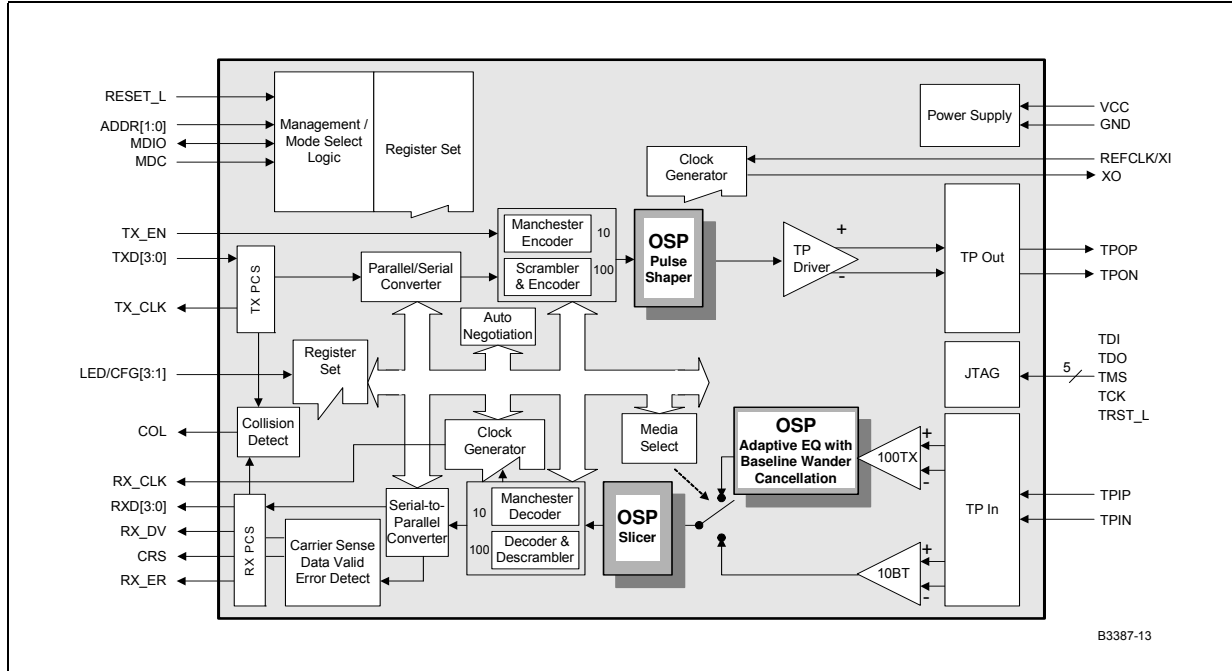 RESET_L
ADDR[1:0]
MDIO
MDC
Management /
Mode Select
Logic
Register Set
Power Supply
VCC
GND
Clock
Generator
REFCLK/XI
XO
TX_EN
TXD[3:0]
TX_CLK
TX PCS
Parallel/Serial
Converter
Manchester
Encoder
10
Scrambler
& Encoder
100
OSP
Pulse
Shaper
TP
Driver
+
-
TP Out
TPOP
TPON
Auto
Negotiation
Register
Set
LED/CFG[3:1]
JTAG
5
TDI
TDO
TMS
TCK
TRST_L
COL
Collision
Detect
Clock
Generator
Media
Select
OSP
Adaptive EQ with
Baseline Wander
Cancellation
100TX
+
-
TP In
TPIP
TPIN
RX_CLK
RXD[3:0]
RX_DV
CRS
RX_ER
RX PCS
Carrier Sense
Data Valid
Error Detect
Serial-to-
Parallel
Converter
10
Manchester
Decoder
100
Decoder &
Descrambler
OSP
Slicer
10BT
+
-
B3387-13